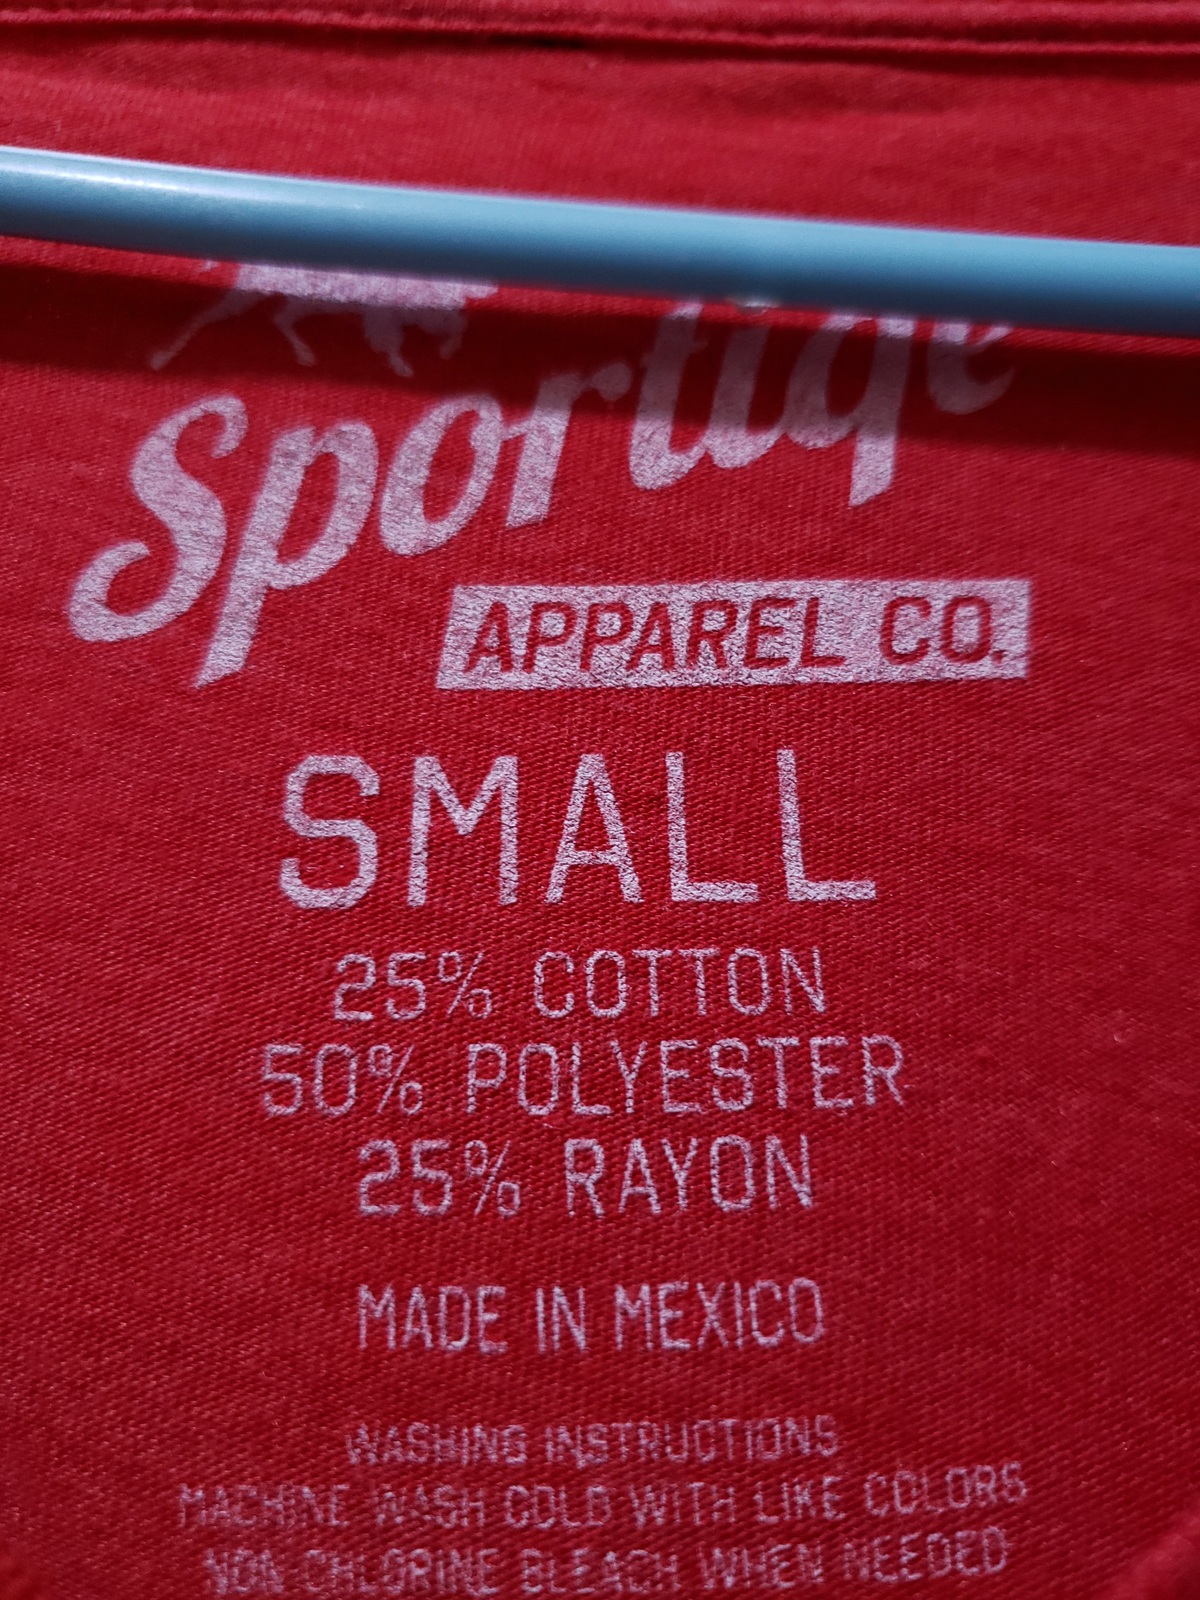 Sportiqe
APPAREL CO.
SMALL
25% COTTON
50% POLYESTER
25% RAYON
MADE IN MEXICO
WASHING INSTRUCTIONS
MACHINE WASH COLD WITH LIKE COLORS
NON-CHLORINE BLEACH WHEN NEEDED